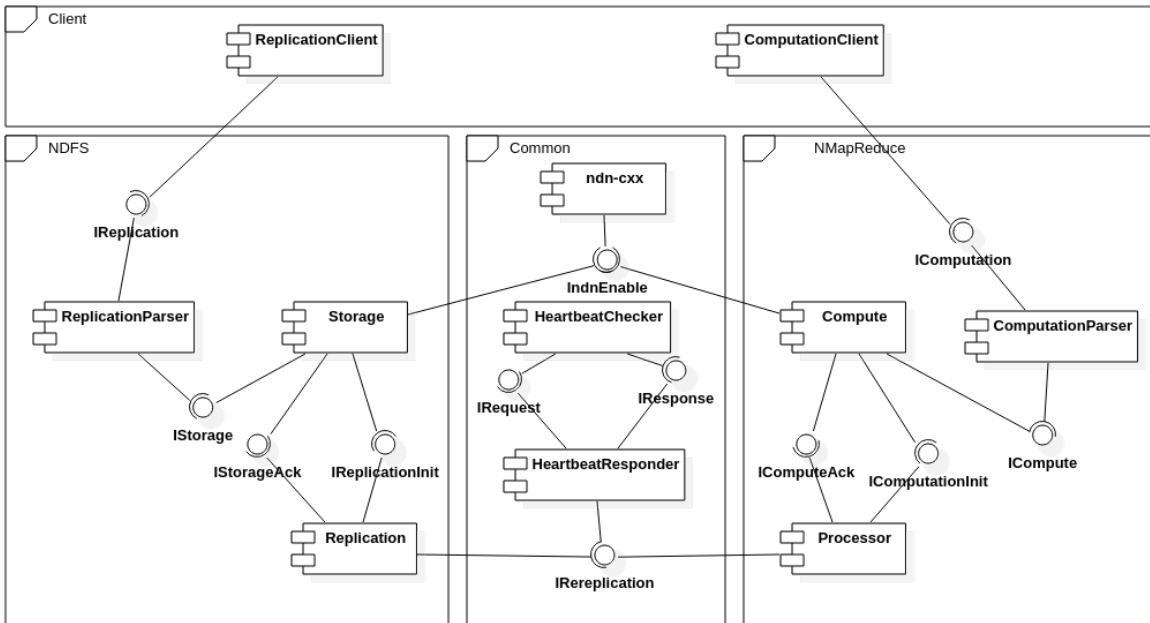 Client
ReplicationClient
ComputationClient
NDFS
Common
NMapReduce
ndn-cxx
IReplication
IComputation
IndnEnable
ReplicationParser
Storage
HeartbeatChecker
Compute
ComputationParser
IRequest
IResponse
IStorage
IStorageAck
IReplicationInit
HeartbeatResponder
IComputeAck
IComputationInit
ICompute
Replication
Processor
IRereplication